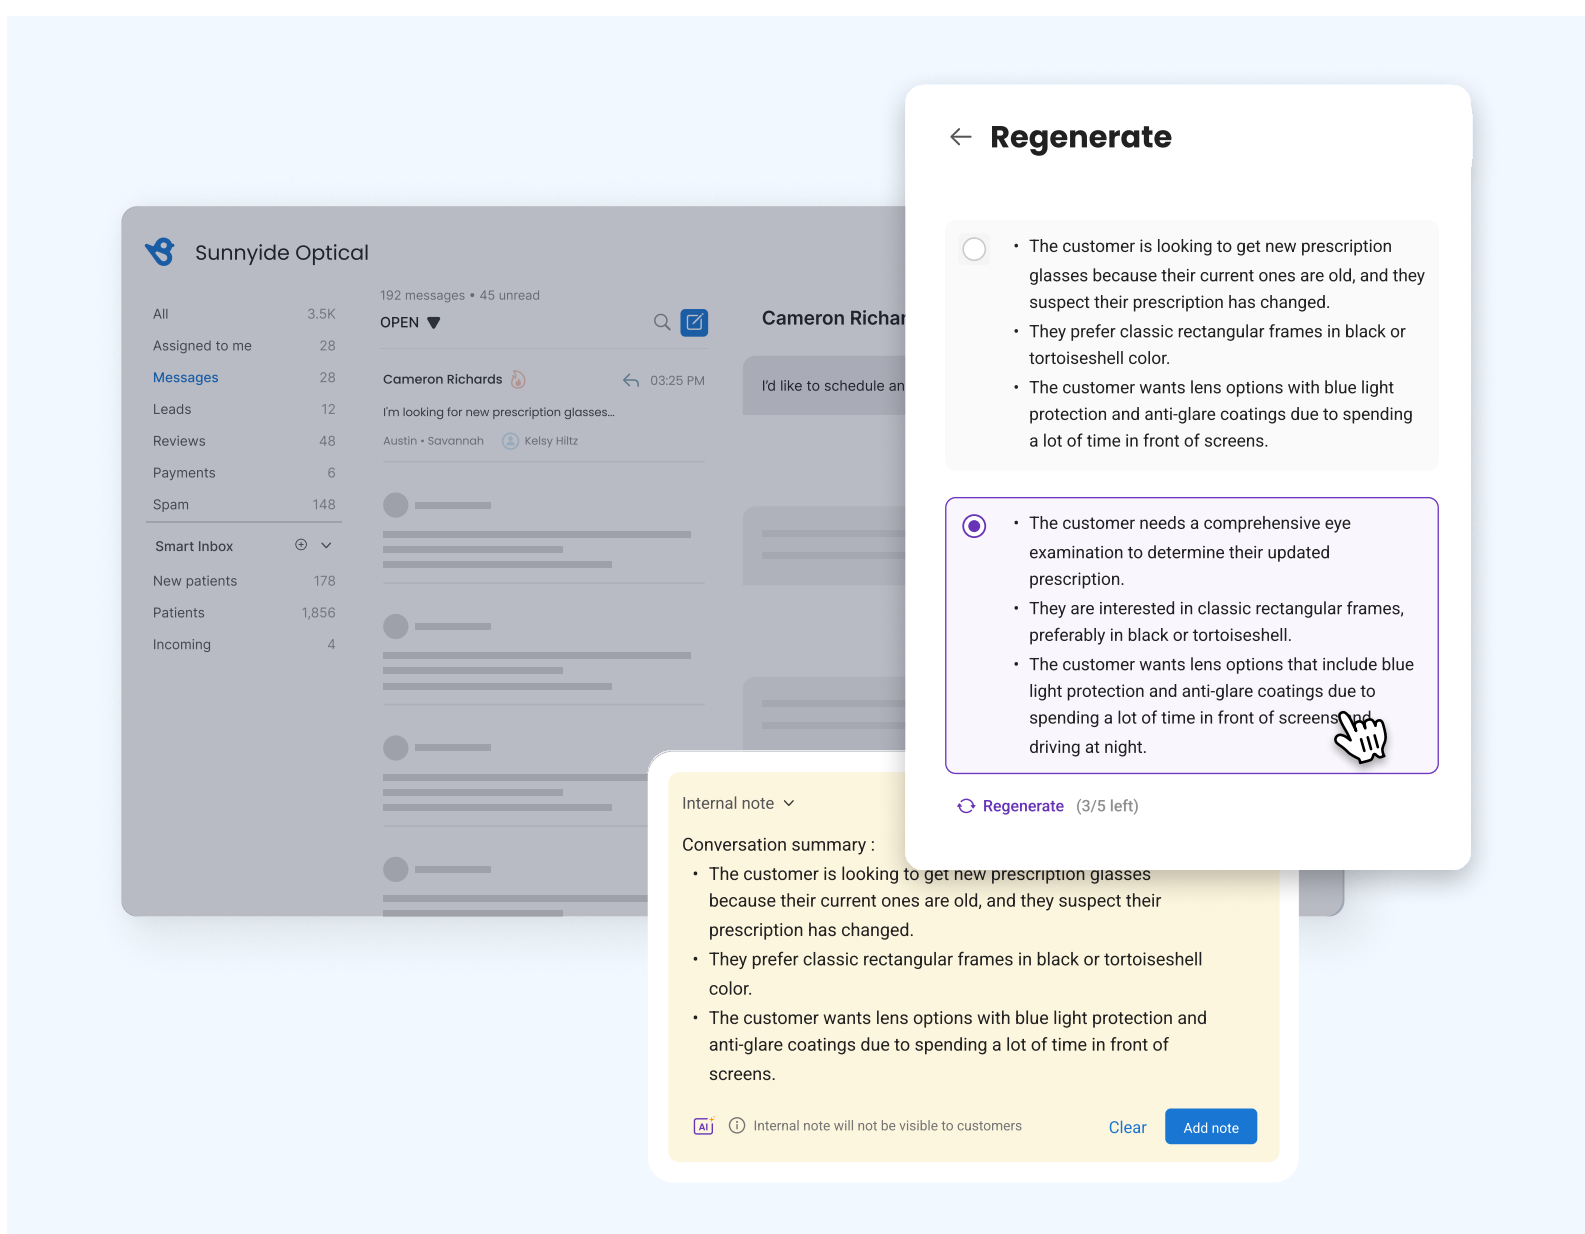 Sunnyide Optical
All 3.5K
Assigned to me 28
Messages 28
Leads 12
Reviews 48
Payments 6
Spam 148
Smart Inbox
New patients 178
Patients 1,856
Incoming 4
192 messages • 45 unread
OPEN
Cameron Richards
03:25 PM
I'm looking for new prescription glasses...
Austin • Savannah
Kelsy Hiltz
Cameron Richar
I'd like to schedule an
Regenerate
• The customer is looking to get new prescription
glasses because their current ones are old, and they
suspect their prescription has changed.
• They prefer classic rectangular frames in black or
tortoiseshell color.
• The customer wants lens options with blue light
protection and anti-glare coatings due to spending
a lot of time in front of screens.
• The customer needs a comprehensive eye
examination to determine their updated
prescription.
• They are interested in classic rectangular frames,
preferably in black or tortoiseshell.
• The customer wants lens options that include blue
light protection and anti-glare coatings due to
spending a lot of time in front of screens and
driving at night.
Regenerate (3/5 left)
Internal note
Conversation summary :
• The customer is looking to get new prescription glasses
because their current ones are old, and they suspect their
prescription has changed.
• They prefer classic rectangular frames in black or tortoiseshell
color.
• The customer wants lens options with blue light protection and
anti-glare coatings due to spending a lot of time in front of
screens.
AI
Internal note will not be visible to customers
Clear
Add note